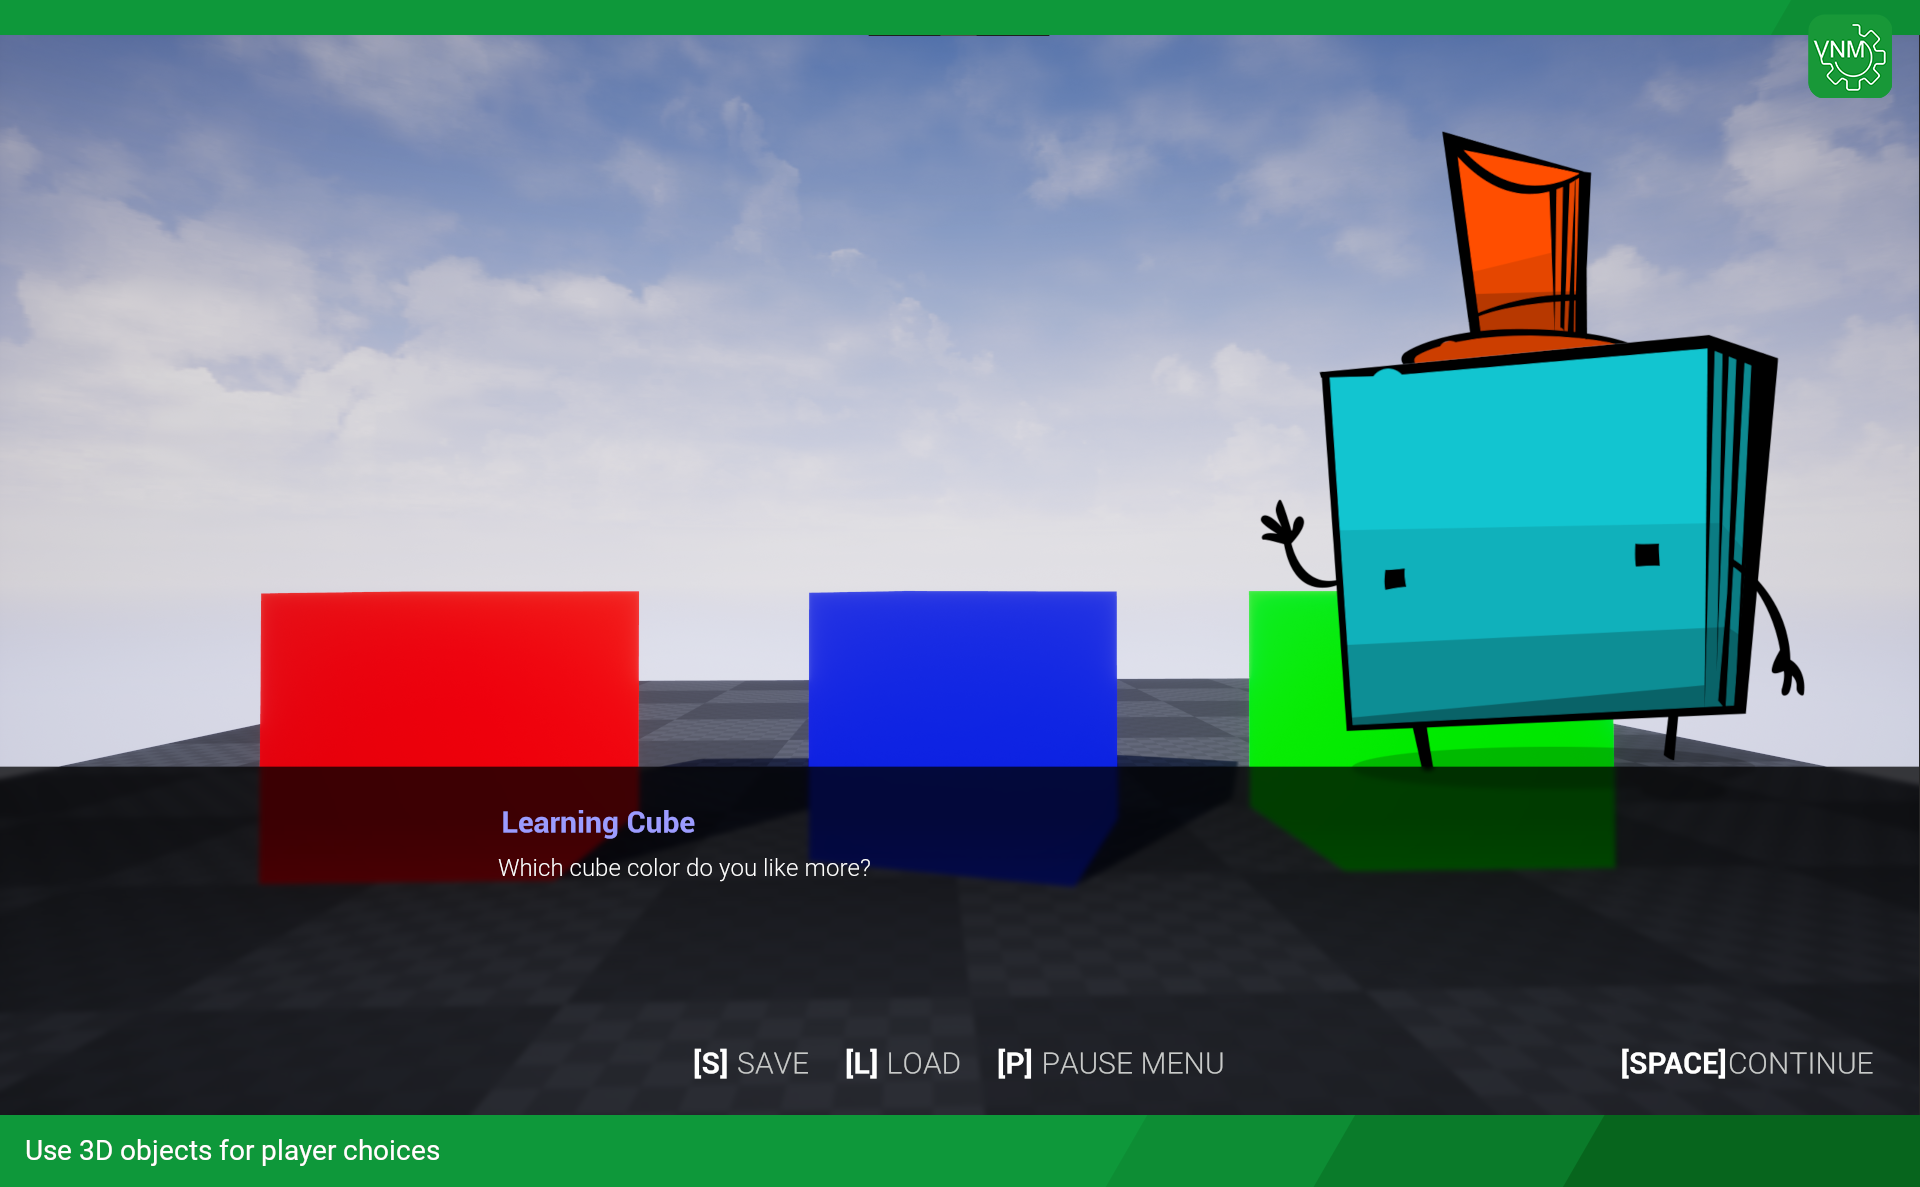 VNM
Learning Cube
Which cube color do you like more?
[S] SAVE [L] LOAD [P] PAUSE MENU
[SPACE]CONTINUE
Use 3D objects for player choices